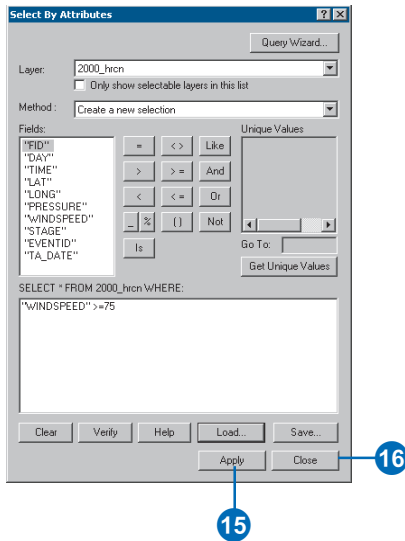 Select By Attributes
Query Wizard...
Layer:
2000_hrcn
Only show selectable layers in this list
Method :
Create a new selection
Fields:
Unique Values
"FID"
"DAY"
"TIME"
"LAT"
"LONG"
"PRESSURE"
"WINDSPEED"
"STAGE"
"EVENTID"
"TA_DATE"
= <> Like
> >= And
< <= Or
_ % () Not
Is
Go To:
Get Unique Values
SELECT * FROM 2000_hrcn WHERE:
"WINDSPEED" >=75
Clear Verify Help Load... Save...
Apply Close
16
15